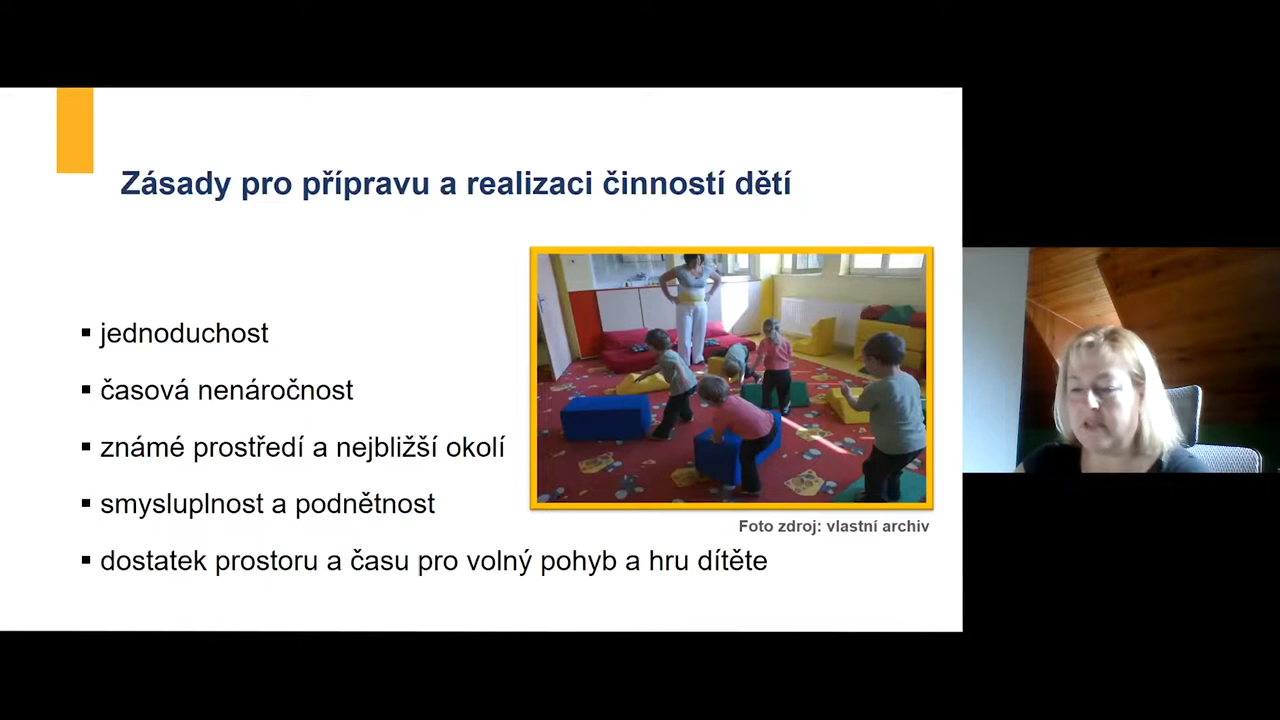 Zásady pro přípravu a realizaci činností dětí
▪ jednoduchost
▪ časová nenáročnost
▪ známé prostředí a nejbližší okolí
▪ smysluplnost a podnětnost
Foto zdroj: vlastní archiv
▪ dostatek prostoru a času pro volný pohyb a hru dítěte